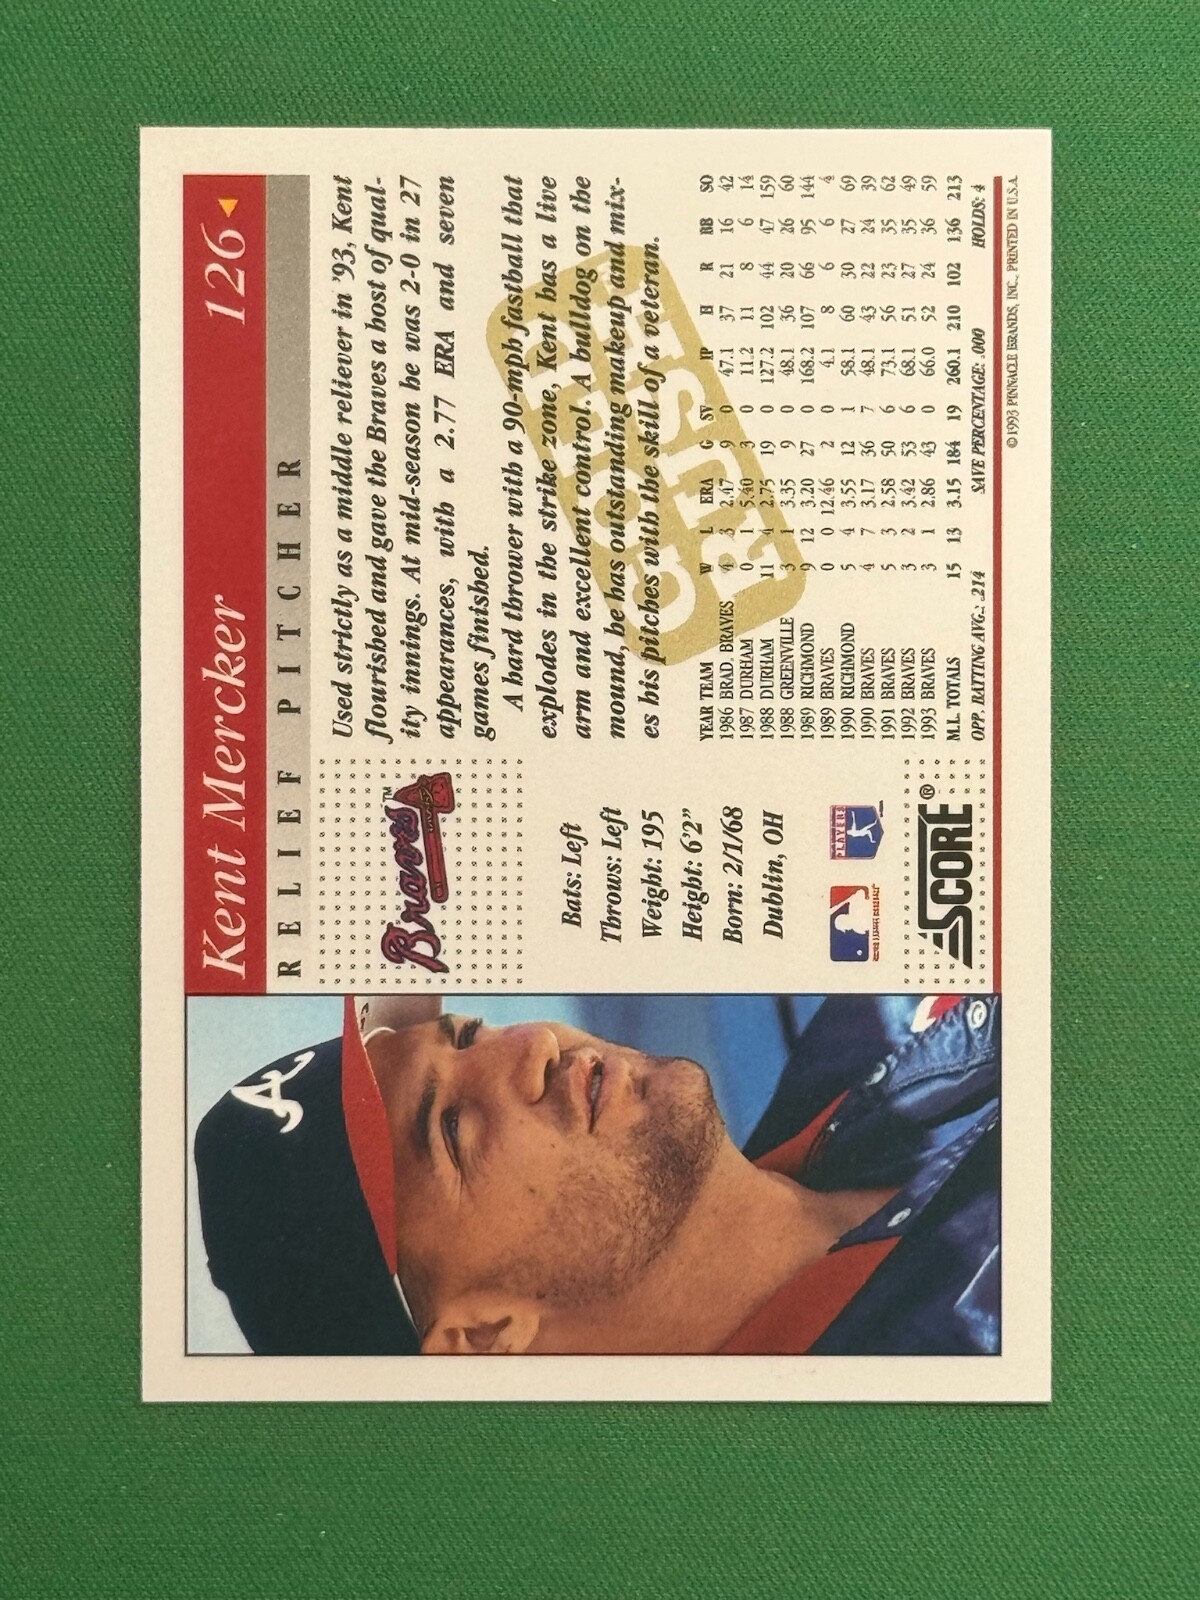 Kent Mercker 126
RELIEF PITCHER
Braves™
Bats: Left
Throws: Left
Weight: 195
Height: 6'2"
Born: 2/1/68
Dublin, OH
PLAYERS
SCORE®
Used strictly as a middle reliever in '93, Kent
flourished and gave the Braves a host of qual-
ity innings. At mid-season he was 2-0 in 27
appearances, with a 2.77 ERA and seven
games finished.
A hard thrower with a 90-mph fastball that
explodes in the strike zone, Kent has a live
arm and excellent control. A bulldog on the
mound, he has outstanding makeup and mix-
es his pitches with the skill of a veteran.
GOLD
RUSH
YEAR TEAM W L ERA G SV IP H R BB SO
1986 BRAD. BRAVES 4 3 2.47 9 0 47.1 37 21 16 42
1987 DURHAM 0 1 5.40 3 0 11.2 11 8 6 14
1988 DURHAM 11 4 2.75 19 0 127.2 102 44 47 159
1988 GREENVILLE 3 1 3.35 9 0 48.1 36 20 26 60
1989 RICHMOND 9 12 3.20 27 0 168.2 107 66 95 144
1989 BRAVES 0 0 12.46 2 0 4.1 8 6 6 4
1990 RICHMOND 5 4 3.55 12 1 58.1 60 30 27 69
1990 BRAVES 4 7 3.17 36 7 48.1 43 22 24 39
1991 BRAVES 5 3 2.58 50 6 73.1 56 23 35 62
1992 BRAVES 3 2 3.42 53 6 68.1 51 27 35 49
1993 BRAVES 3 1 2.86 43 0 66.0 52 24 36 59
M.L. TOTALS 15 13 3.15 184 19 260.1 210 102 136 213
OPP. BATTING AVG.: .214 SAVE PERCENTAGE: .000 HOLDS: 4
©1993 PINNACLE BRANDS, INC., PRINTED IN U.S.A.
A